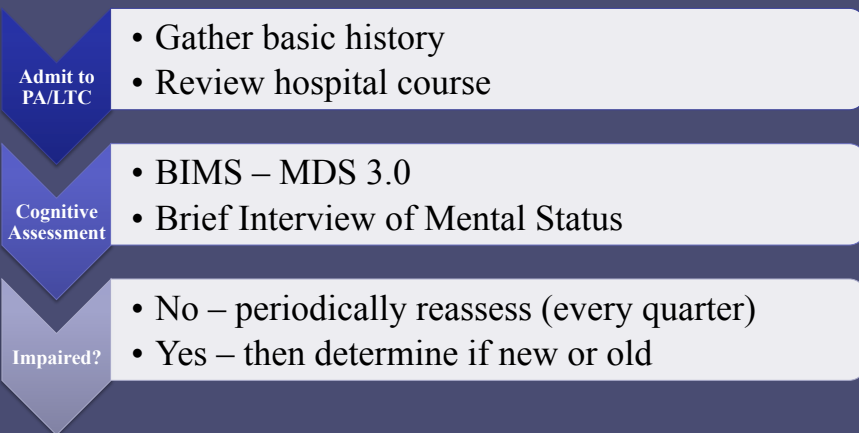 Admit to
PA/LTC
• Gather basic history
• Review hospital course
Cognitive
Assessment
• BIMS – MDS 3.0
• Brief Interview of Mental Status
Impaired?
• No – periodically reassess (every quarter)
• Yes – then determine if new or old